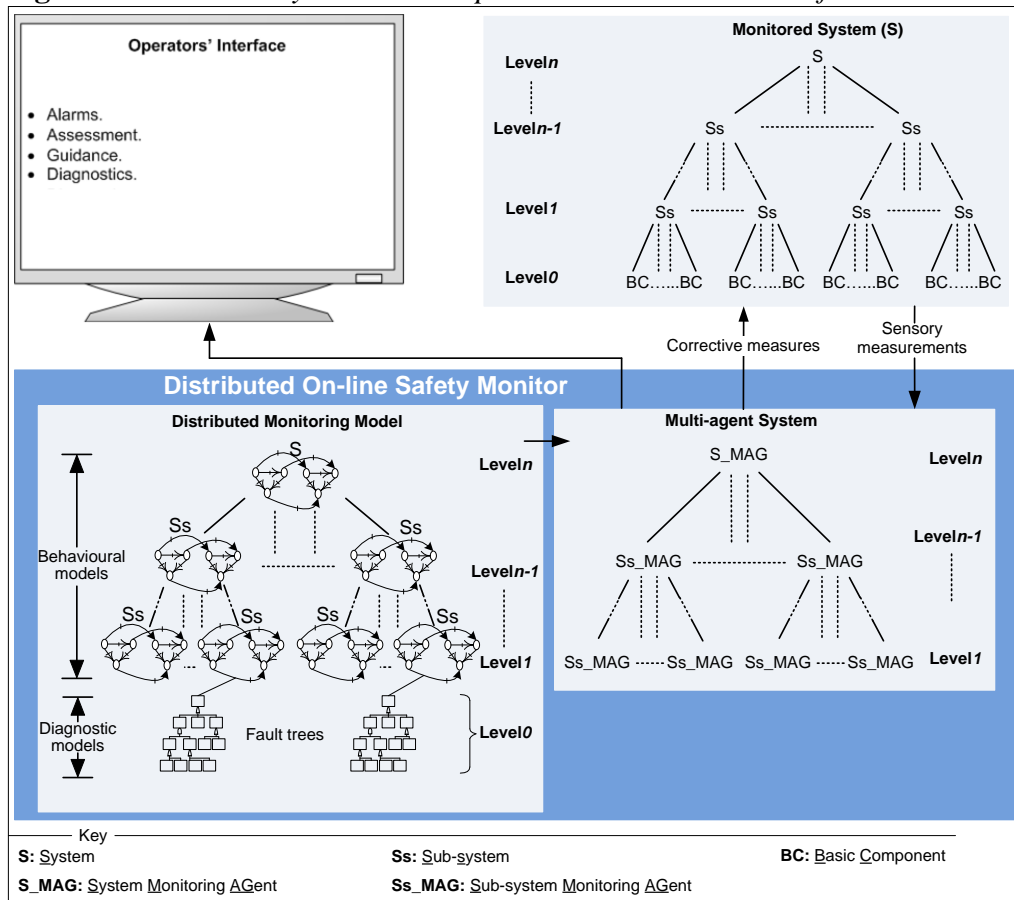 Operators' Interface
• Alarms.
• Assessment.
• Guidance.
• Diagnostics.
Monitored System (S)
Leveln
S
Leveln-1
Ss
Ss
Level1
Ss
Ss
Ss
Ss
Level0
BC…...BC
BC…...BC
BC…...BC
BC…...BC
Corrective measures
Sensory
measurements
Distributed On-line Safety Monitor
Distributed Monitoring Model
S
Leveln
Ss
Ss
Behavioural
models
Leveln-1
Ss
Ss
Ss
Ss
Level1
Diagnostic
models
Fault trees
Level0
Multi-agent System
S_MAG
Leveln
Leveln-1
Ss_MAG
Ss_MAG
Ss_MAG
Ss_MAG
Ss_MAG
Ss_MAG
Level1
Key
S: System
Ss: Sub-system
BC: Basic Component
S_MAG: System Monitoring AGent
Ss_MAG: Sub-system Monitoring AGent